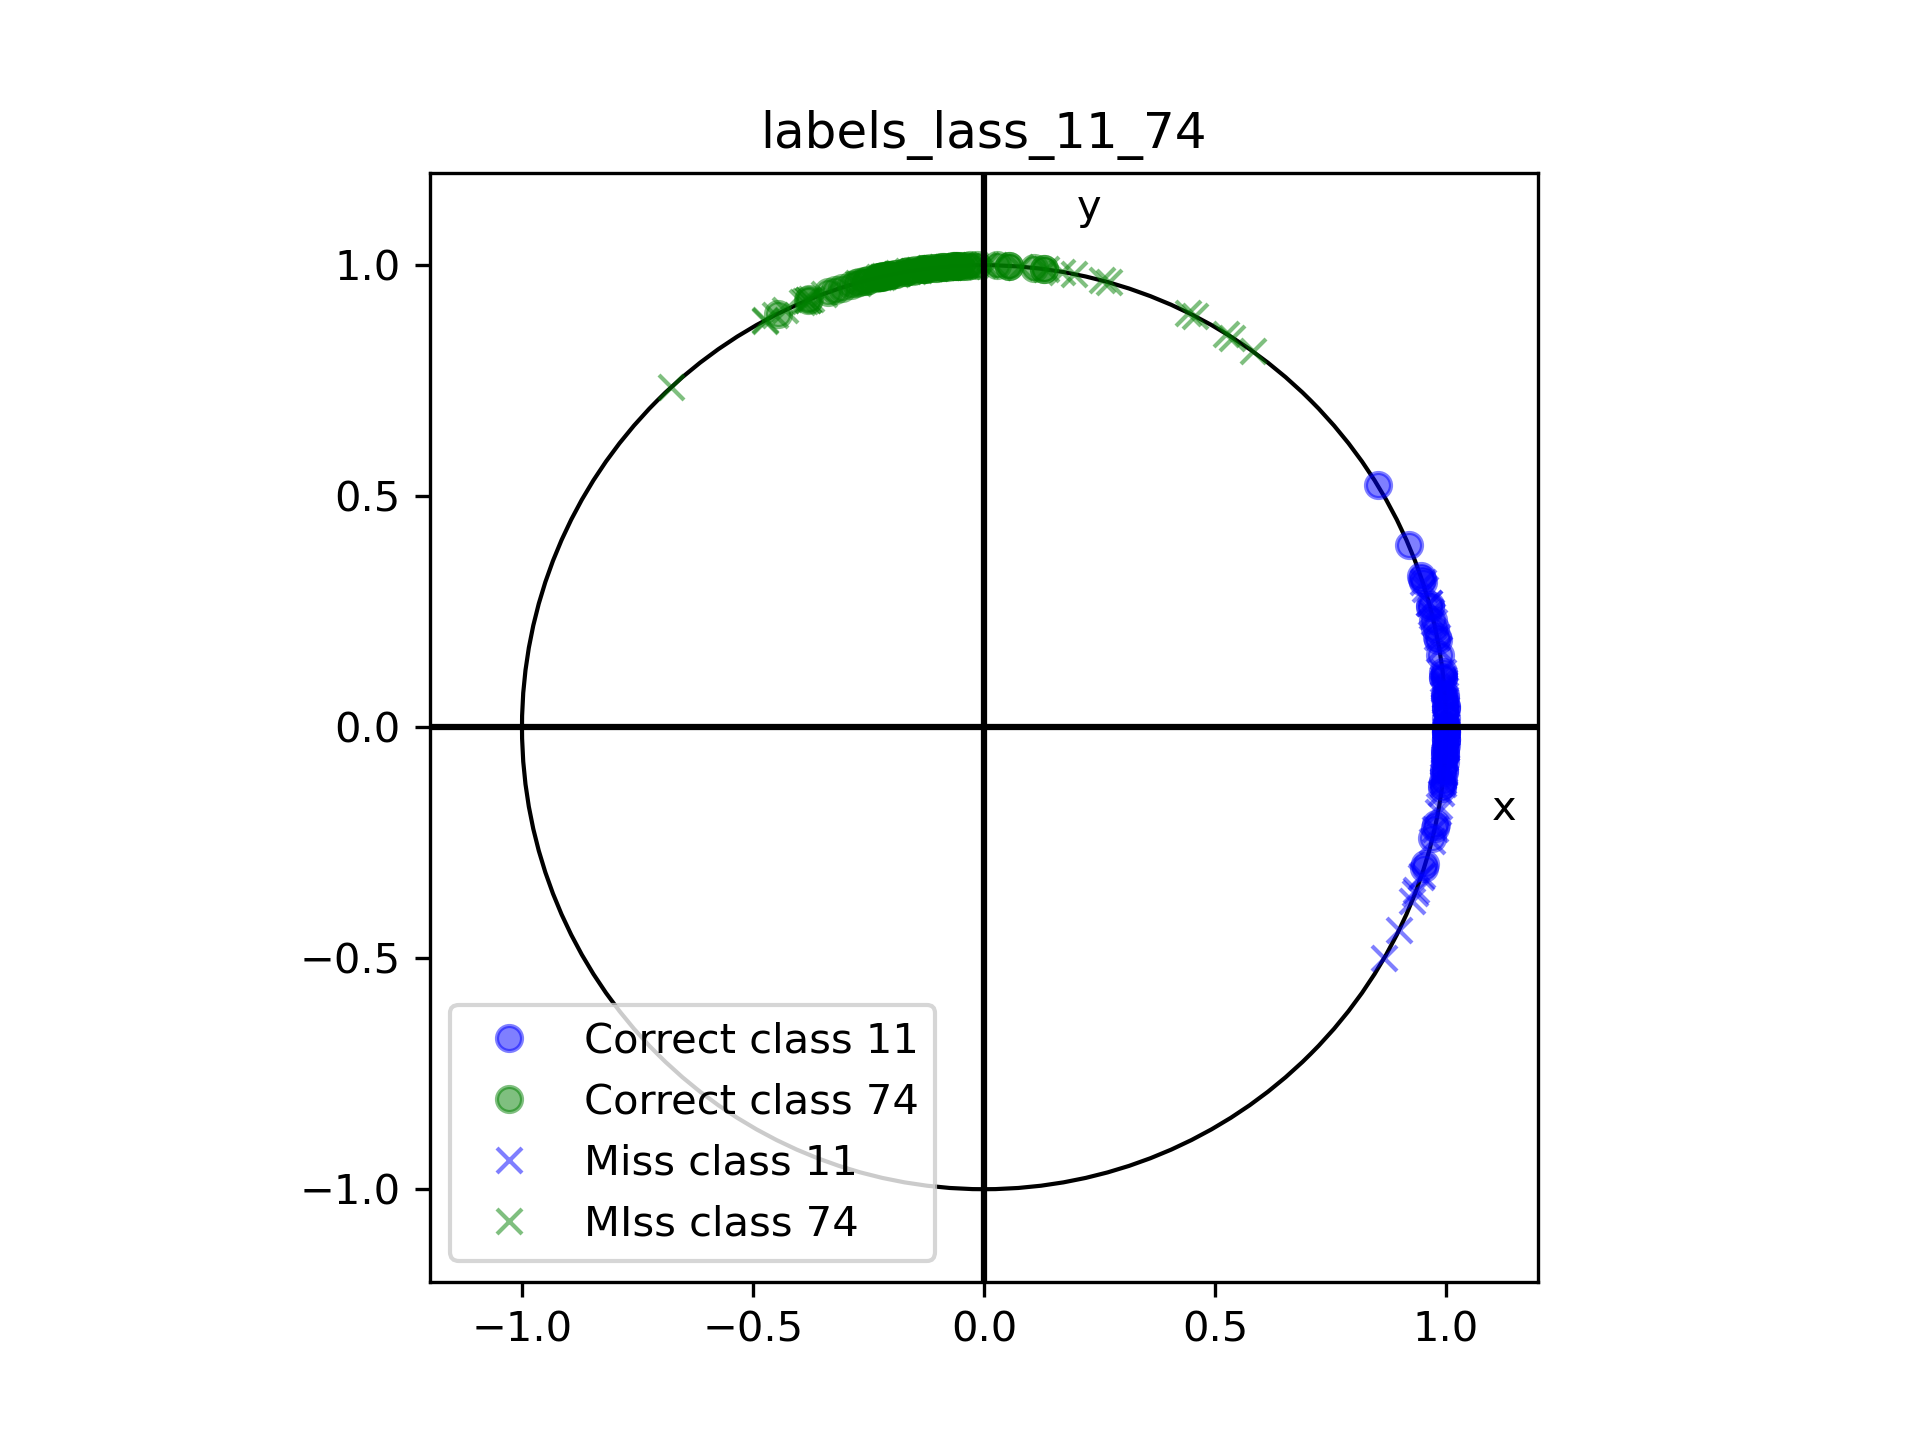 labels_lass_11_74
y
1.0
0.5
0.0
x
−0.5
−1.0
Correct class 11
Correct class 74
Miss class 11
MIss class 74
−1.0 −0.5 0.0 0.5 1.0